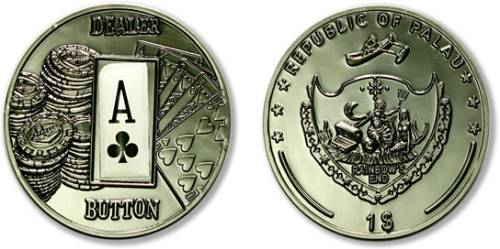 DEALER
A
BUTTON
REPUBLIC OF PALAU
RAINBOW'S
END
1$